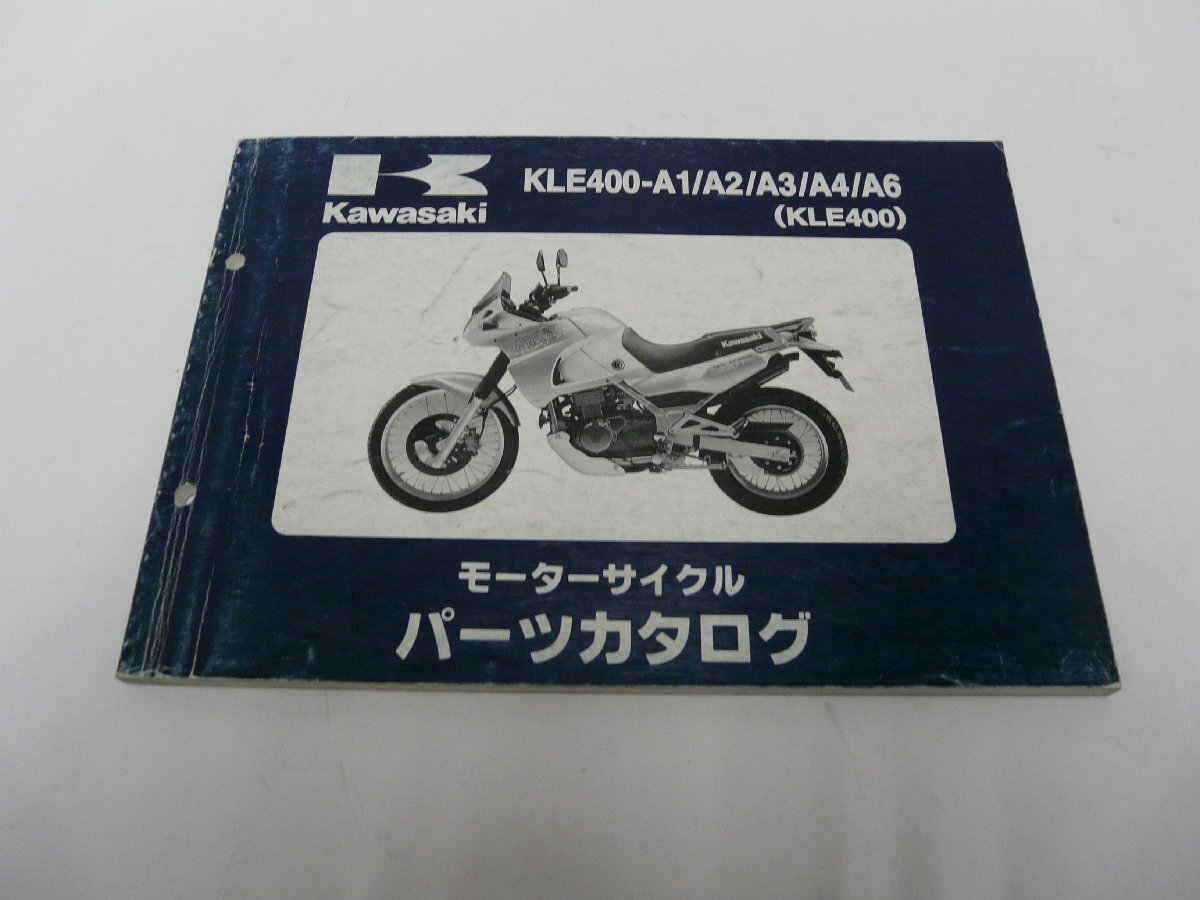 KLE400-A1/A2/A3/A4/A6
(KLE400)
Kawasaki
Kawasaki
モーターサイクル
パーツカタログ